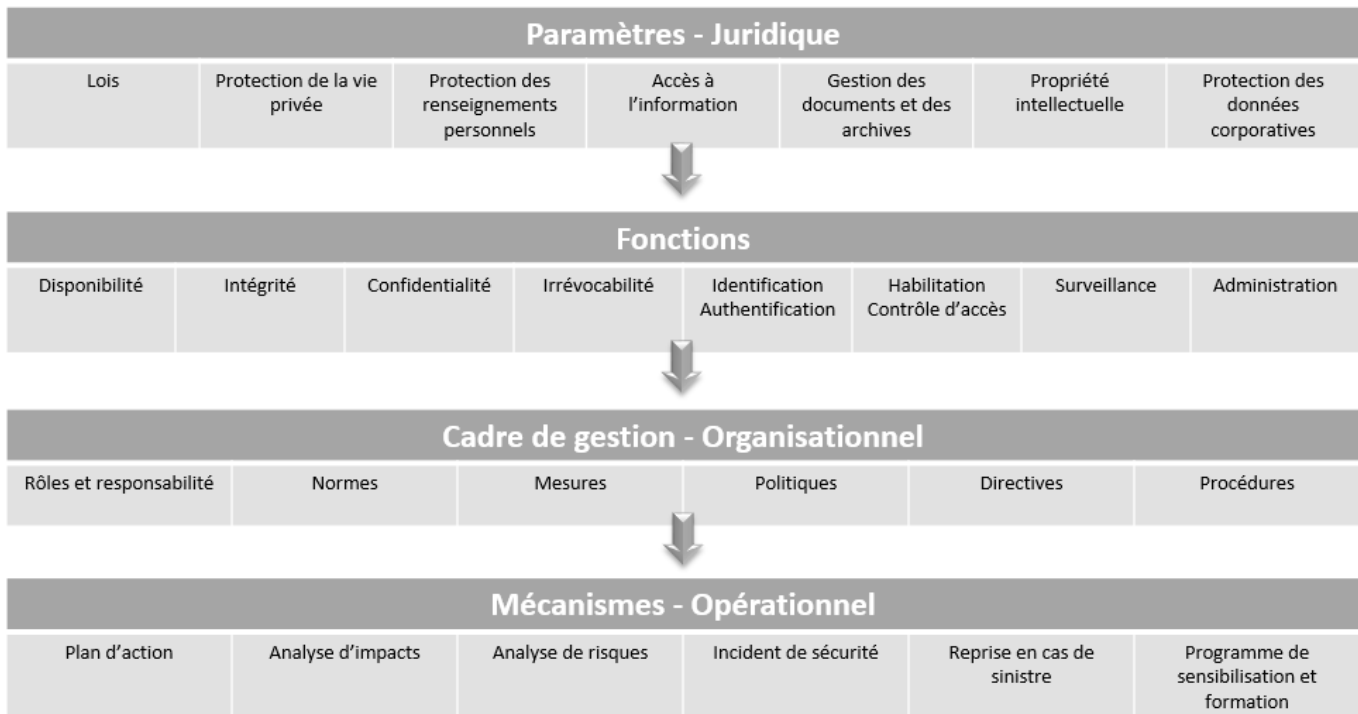 Paramètres - Juridique
Lois
Protection de la vie
privée
Protection des
renseignements
personnels
Accès à
l’information
Gestion des
documents et des
archives
Propriété
intellectuelle
Protection des
données
corporatives
Fonctions
Disponibilité
Intégrité
Confidentialité
Irrévocabilité
Identification
Authentification
Habilitation
Contrôle d’accès
Surveillance
Administration
Cadre de gestion - Organisationnel
Rôles et responsabilité
Normes
Mesures
Politiques
Directives
Procédures
Mécanismes - Opérationnel
Plan d’action
Analyse d’impacts
Analyse de risques
Incident de sécurité
Reprise en cas de
sinistre
Programme de
sensibilisation et
formation